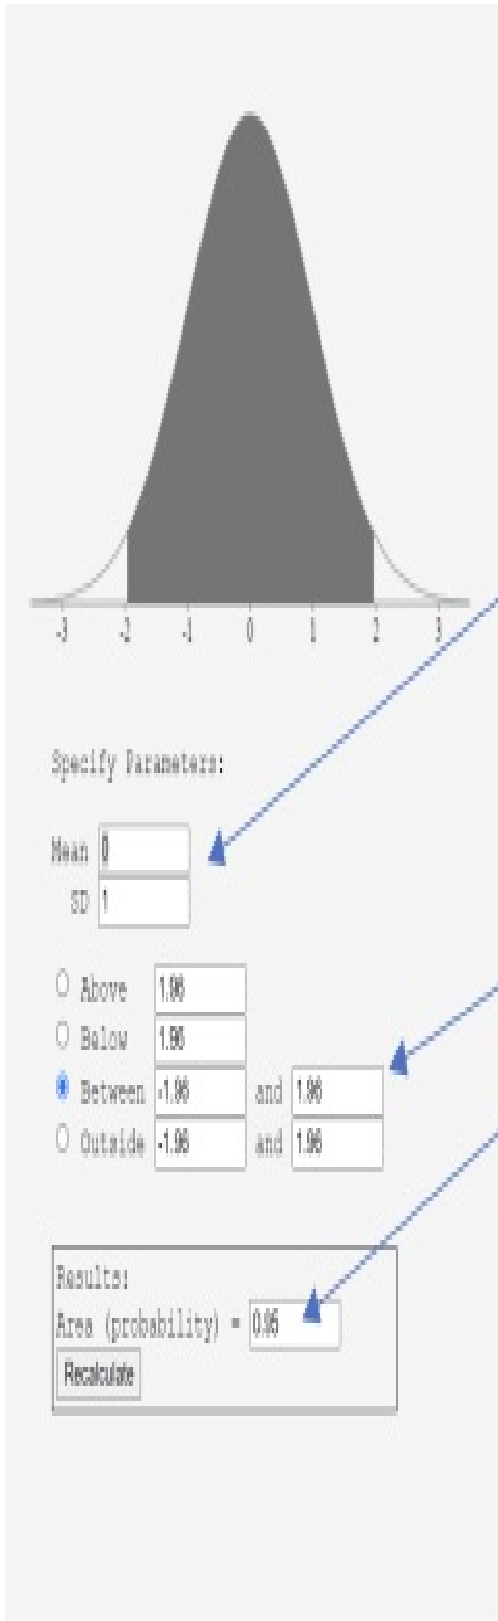 -3 -2 -1 0 1 2 3
Specify Parameters:
Mean 0
SD 1
Above 1.96
Below 1.96
Between -1.96 and 1.96
Outside -1.96 and 1.96
Results:
Area (probability) = 0.95
Recalculate